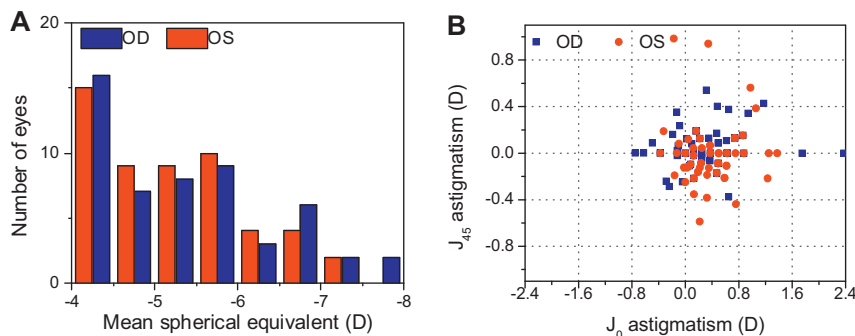 A
20
10
0
Number of eyes
OD OS
-4 -5 -6 -7 -8
Mean spherical equivalent (D)
B
0.8
0.4
0.0
-0.4
-0.8
J45 astigmatism (D)
OD OS
-2.4 -1.6 -0.8 0.0 0.8 1.6 2.4
J0 astigmatism (D)